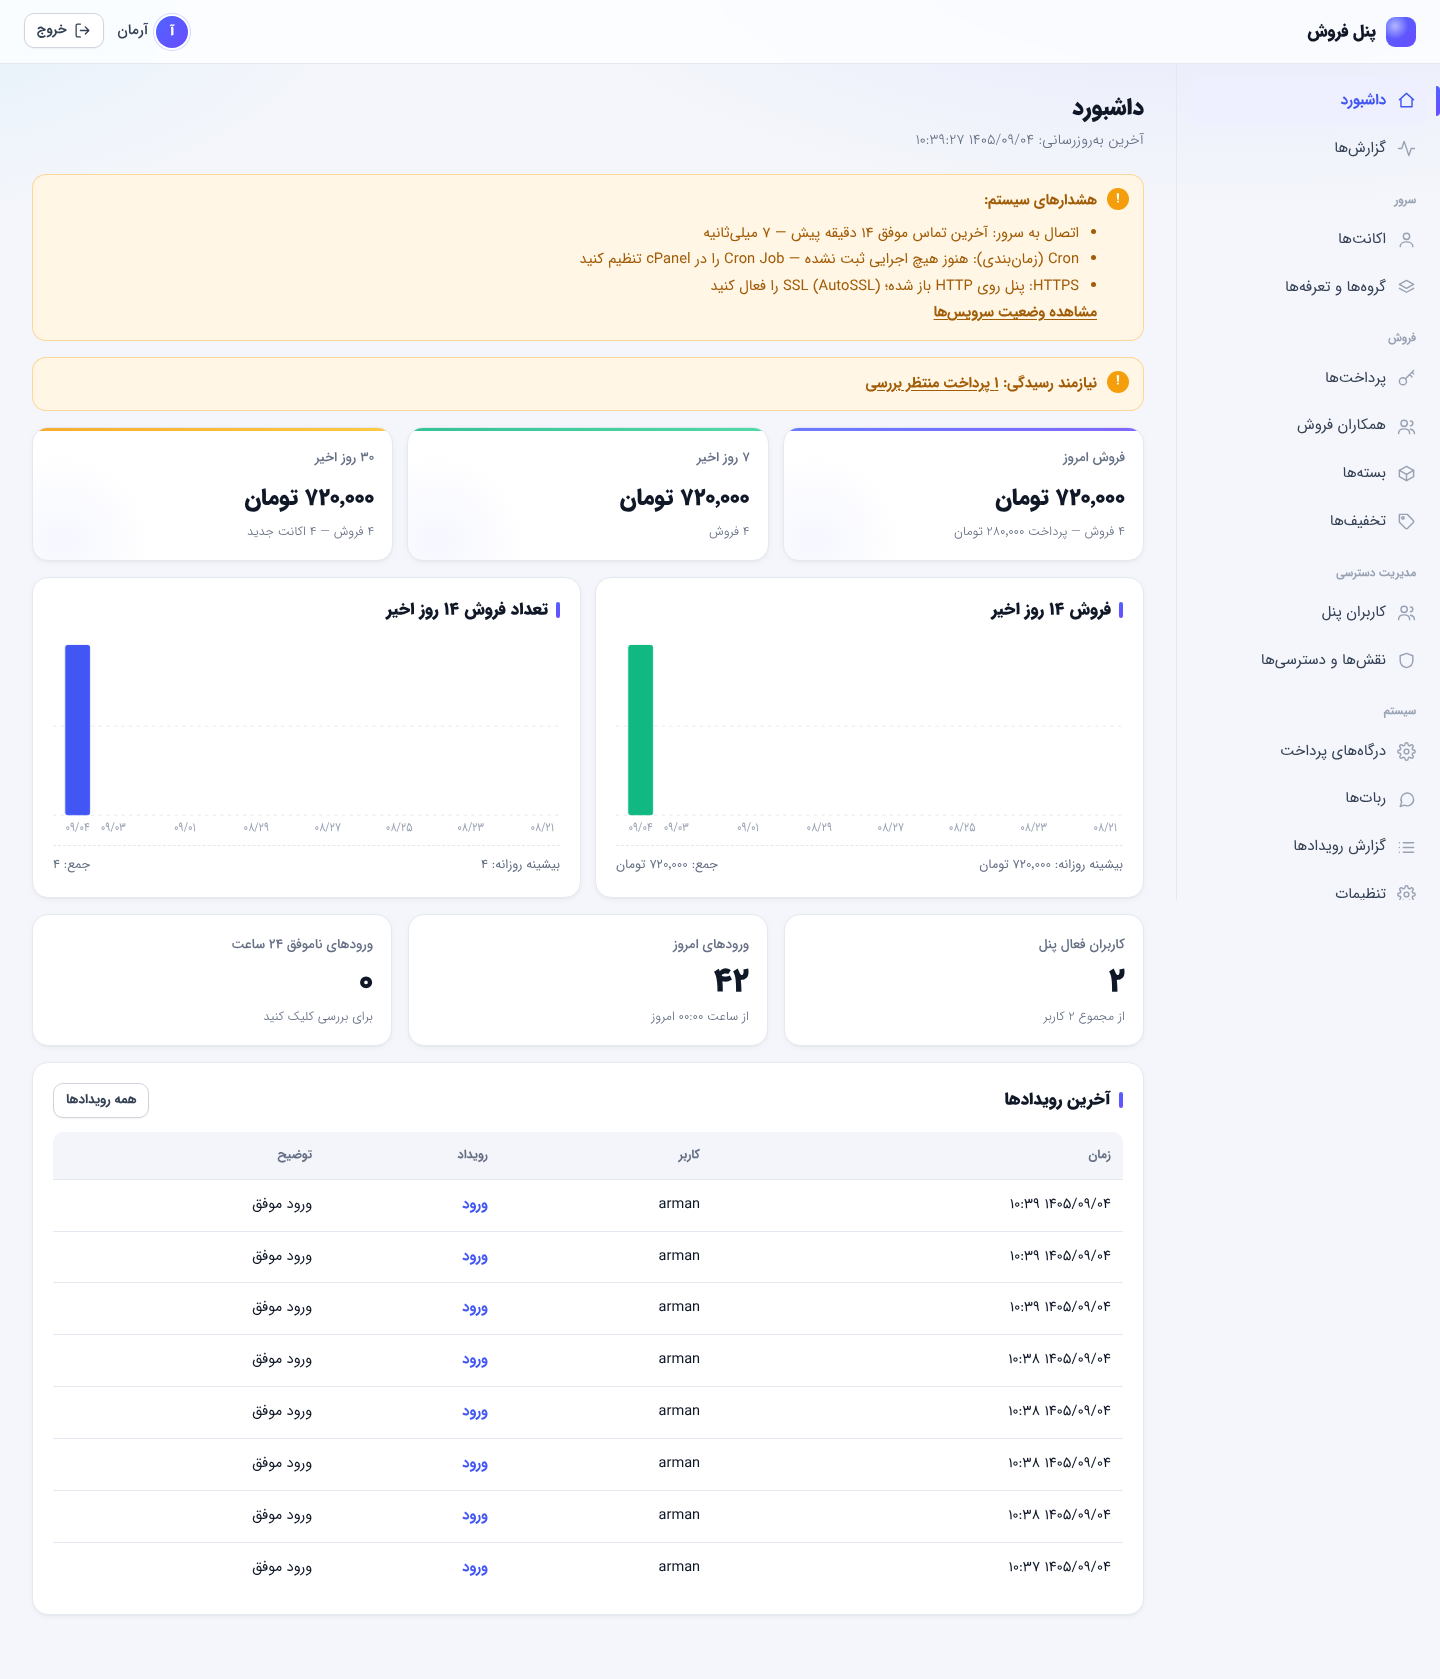 پنل فروش
آ
آرمان
خروج
داشبورد
گزارش‌ها
سرور
اکانت‌ها
گروه‌ها و تعرفه‌ها
فروش
پرداخت‌ها
همکاران فروش
بسته‌ها
تخفیف‌ها
مدیریت دسترسی
کاربران پنل
نقش‌ها و دسترسی‌ها
سیستم
درگاه‌های پرداخت
ربات‌ها
گزارش رویدادها
تنظیمات
داشبورد
آخرین به‌روزرسانی: ۱۴۰۵/۰۹/۰۴ ۱۰:۳۹:۲۷
!
هشدارهای سیستم:
• اتصال به سرور: آخرین تماس موفق ۱۴ دقیقه پیش — ۷ میلی‌ثانیه
• Cron (زمان‌بندی): هنوز هیچ اجرایی ثبت نشده — Cron Job را در cPanel تنظیم کنید
• HTTPS: پنل روی HTTP باز شده؛ SSL (AutoSSL) را فعال کنید
مشاهده وضعیت سرویس‌ها
!
نیازمند رسیدگی: ۱ پرداخت منتظر بررسی
فروش امروز
۷۲۰,۰۰۰ تومان
۴ فروش — پرداخت ۲۸۰,۰۰۰ تومان
۷ روز اخیر
۷۲۰,۰۰۰ تومان
۴ فروش
۳۰ روز اخیر
۷۲۰,۰۰۰ تومان
۴ فروش — ۴ اکانت جدید
فروش ۱۴ روز اخیر
۰۸/۲۱ ۰۸/۲۳ ۰۸/۲۵ ۰۸/۲۷ ۰۸/۲۹ ۰۹/۰۱ ۰۹/۰۳ ۰۹/۰۴
بیشینه روزانه: ۷۲۰,۰۰۰ تومان جمع: ۷۲۰,۰۰۰ تومان
تعداد فروش ۱۴ روز اخیر
۰۸/۲۱ ۰۸/۲۳ ۰۸/۲۵ ۰۸/۲۷ ۰۸/۲۹ ۰۹/۰۱ ۰۹/۰۳ ۰۹/۰۴
بیشینه روزانه: ۴ جمع: ۴
کاربران فعال پنل
۲
از مجموع ۲ کاربر
ورودهای امروز
۴۲
از ساعت ۰۰:۰۰ امروز
ورودهای ناموفق ۲۴ ساعت
۰
برای بررسی کلیک کنید
آخرین رویدادها
همه رویدادها
زمان کاربر رویداد توضیح
۱۴۰۵/۰۹/۰۴ ۱۰:۳۹ arman ورود ورود موفق
۱۴۰۵/۰۹/۰۴ ۱۰:۳۹ arman ورود ورود موفق
۱۴۰۵/۰۹/۰۴ ۱۰:۳۹ arman ورود ورود موفق
۱۴۰۵/۰۹/۰۴ ۱۰:۳۸ arman ورود ورود موفق
۱۴۰۵/۰۹/۰۴ ۱۰:۳۸ arman ورود ورود موفق
۱۴۰۵/۰۹/۰۴ ۱۰:۳۸ arman ورود ورود موفق
۱۴۰۵/۰۹/۰۴ ۱۰:۳۸ arman ورود ورود موفق
۱۴۰۵/۰۹/۰۴ ۱۰:۳۷ arman ورود ورود موفق